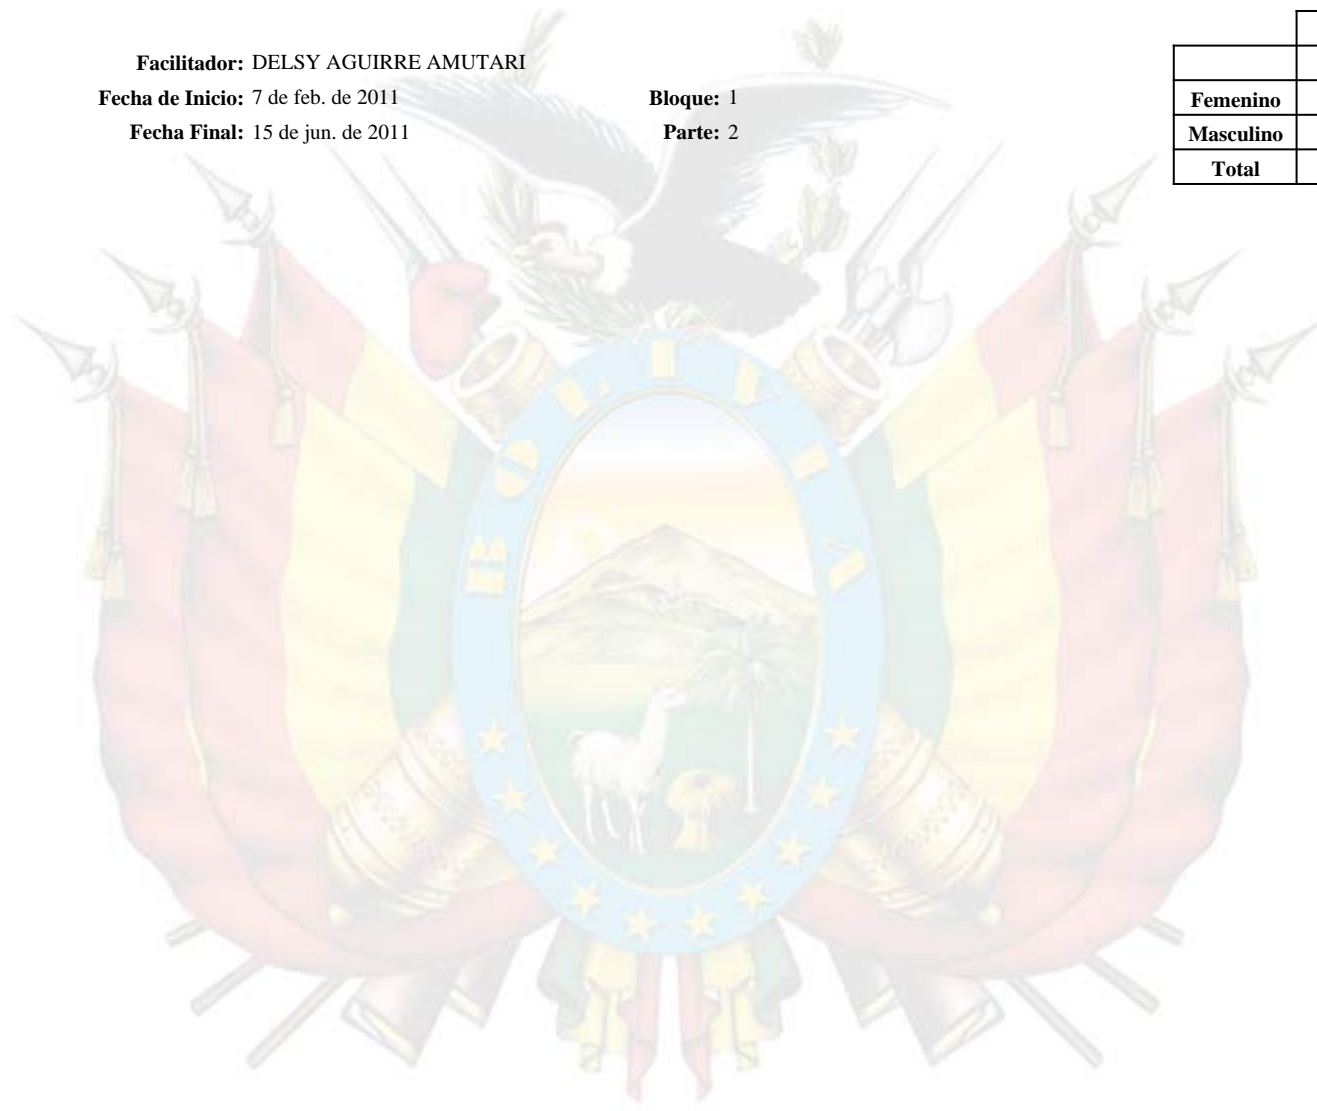 Facilitador: DELSY AGUIRRE AMUTARI
Fecha de Inicio: 7 de feb. de 2011 Bloque: 1
Fecha Final: 15 de jun. de 2011 Parte: 2
Femenino
Masculino
Total
BOLIVIA